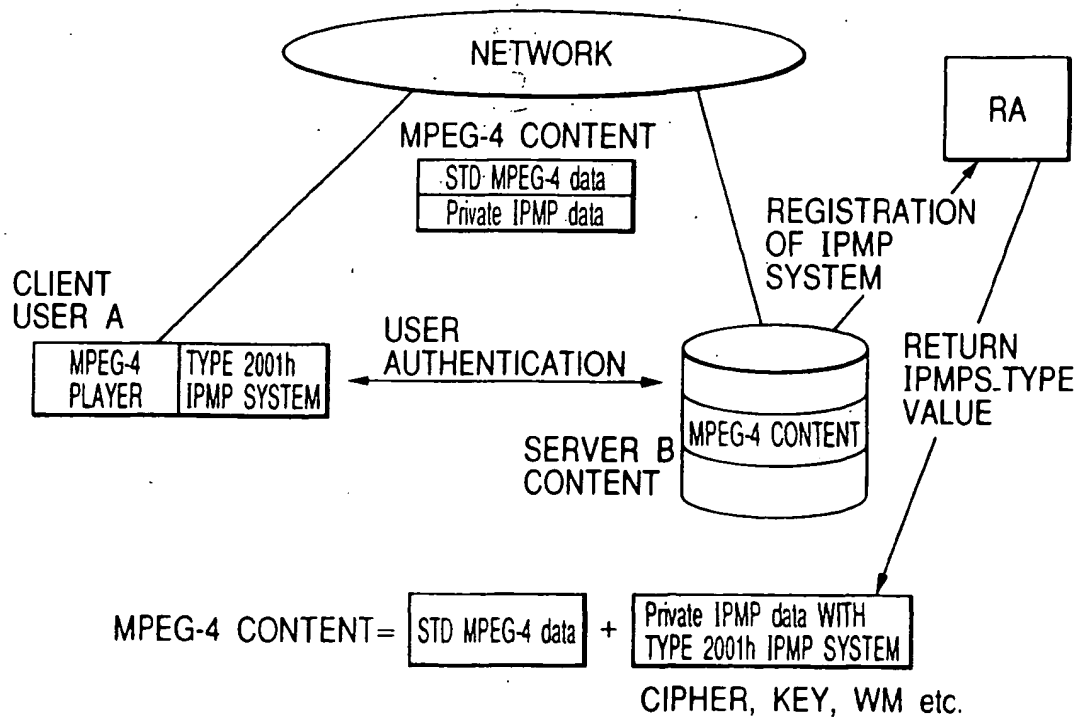 NETWORK
RA
MPEG-4 CONTENT
STD MPEG-4 data
Private IPMP data
REGISTRATION
OF IPMP
SYSTEM
CLIENT
USER A
MPEG-4
PLAYER
TYPE 2001h
IPMP SYSTEM
USER
AUTHENTICATION
RETURN
IPMPS_TYPE
VALUE
MPEG-4 CONTENT
SERVER B
CONTENT
MPEG-4 CONTENT= STD MPEG-4 data + Private IPMP data WITH
TYPE 2001h IPMP SYSTEM
CIPHER, KEY, WM etc.